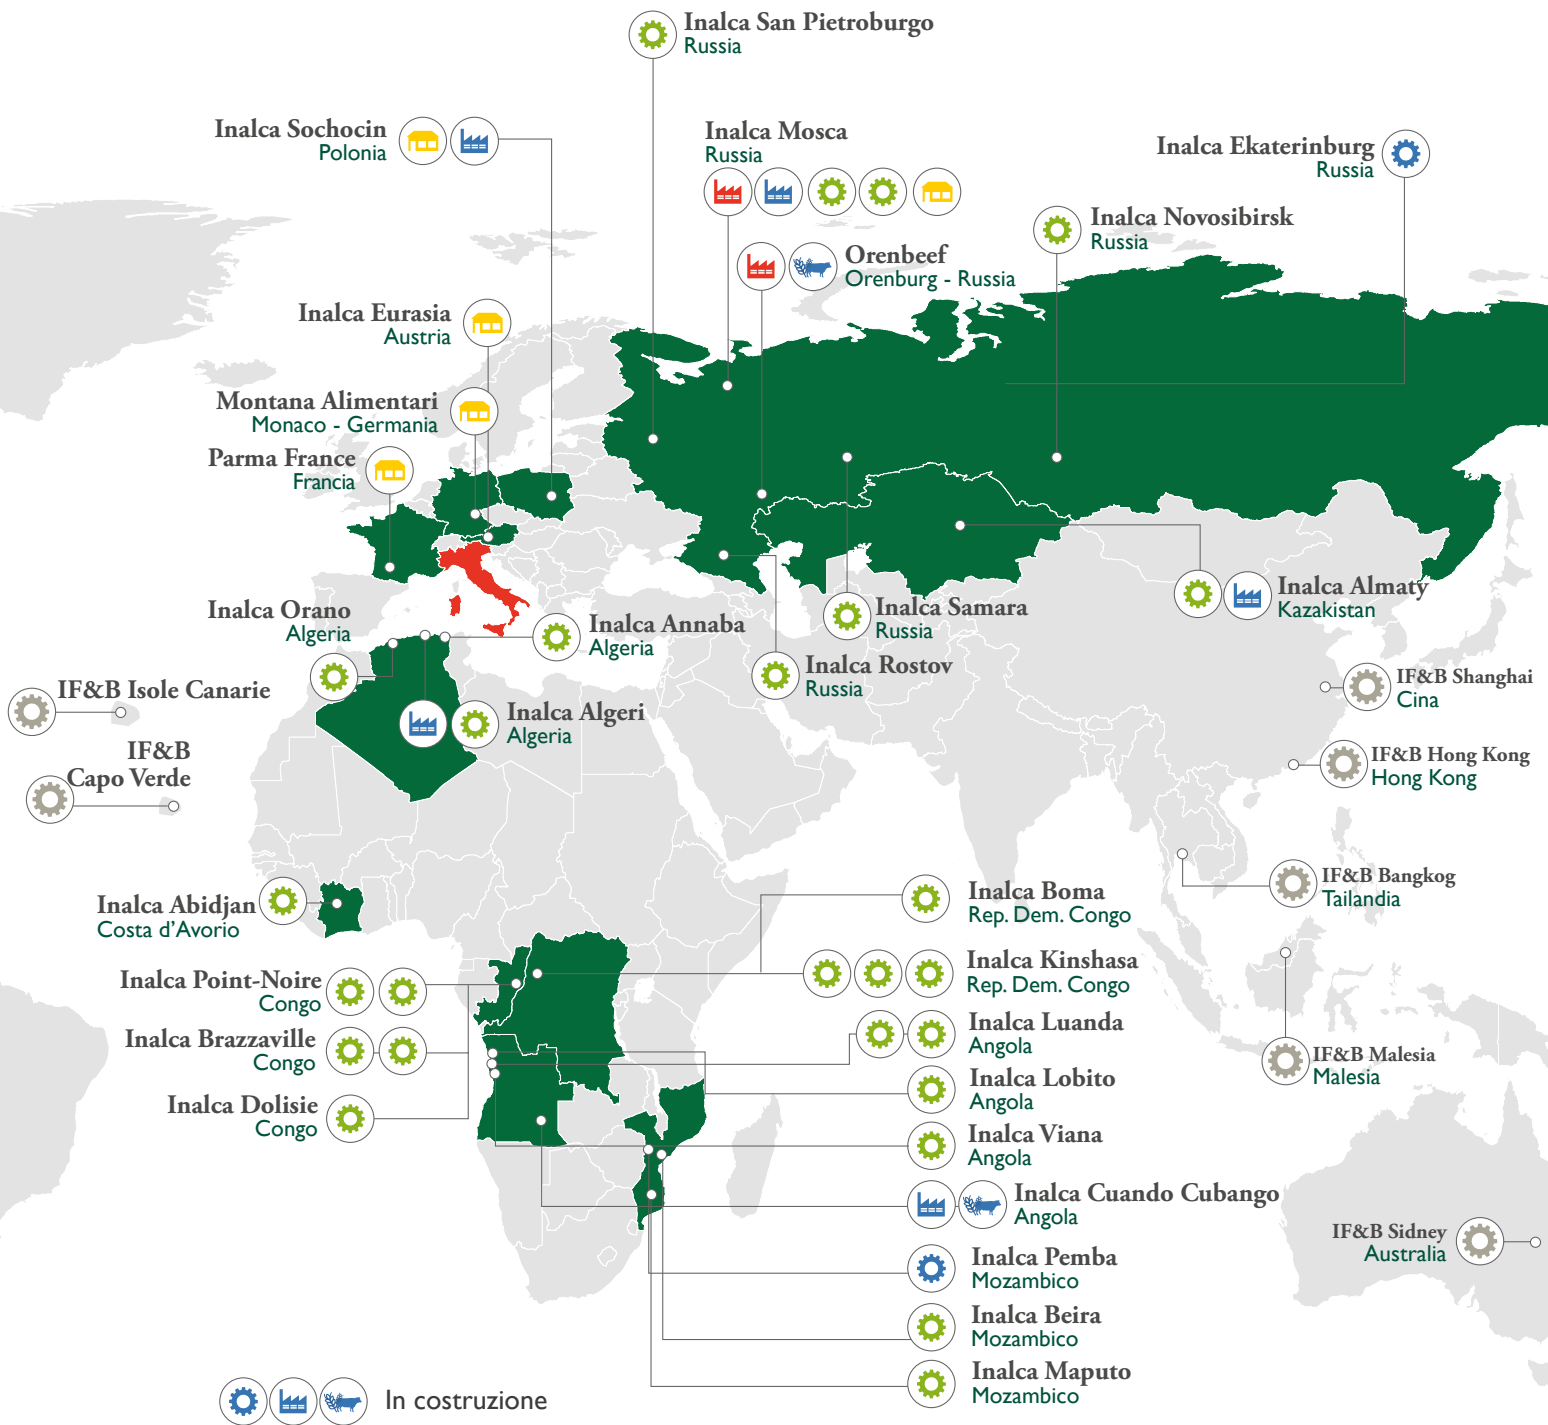 Inalca San Pietroburgo
Russia
Inalca Sochocin
Polonia
Inalca Mosca
Russia
Inalca Ekaterinburg
Russia
Inalca Novosibirsk
Russia
Orenbeef
Orenburg - Russia
Inalca Eurasia
Austria
Montana Alimentari
Monaco - Germania
Parma France
Francia
Inalca Orano
Algeria
Inalca Annaba
Algeria
Inalca Samara
Russia
Inalca Almaty
Kazakistan
Inalca Rostov
Russia
IF&B Isole Canarie
IF&B Shanghai
Cina
Inalca Algeri
Algeria
IF&B
Capo Verde
IF&B Hong Kong
Hong Kong
IF&B Bangkog
Tailandia
Inalca Abidjan
Costa d'Avorio
Inalca Boma
Rep. Dem. Congo
Inalca Point-Noire
Congo
Inalca Kinshasa
Rep. Dem. Congo
Inalca Brazzaville
Congo
Inalca Luanda
Angola
IF&B Malesia
Malesia
Inalca Dolisie
Congo
Inalca Lobito
Angola
Inalca Viana
Angola
Inalca Cuando Cubango
Angola
IF&B Sidney
Australia
Inalca Pemba
Mozambico
Inalca Beira
Mozambico
Inalca Maputo
Mozambico
In costruzione